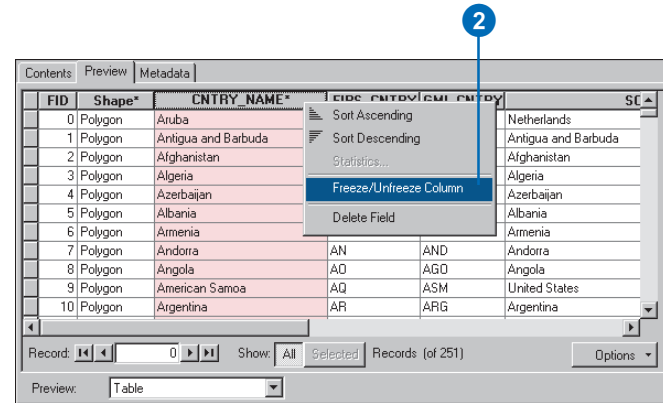 2
Contents Preview Metadata
FID Shape* CNTRY_NAME* FIPS_CNTRY GMI_CNTRY
0 Polygon Aruba Netherlands
1 Polygon Antigua and Barbuda Antigua and Barbuda
2 Polygon Afghanistan Afghanistan
3 Polygon Algeria Algeria
4 Polygon Azerbaijan Azerbaijan
5 Polygon Albania Albania
6 Polygon Armenia Armenia
7 Polygon Andorra AN AND Andorra
8 Polygon Angola AO AGO Angola
9 Polygon American Samoa AQ ASM United States
10 Polygon Argentina AR ARG Argentina
Sort Ascending
Sort Descending
Statistics...
Freeze/Unfreeze Column
Delete Field
Record: 0 Show: All Selected Records (of 251) Options
Preview: Table